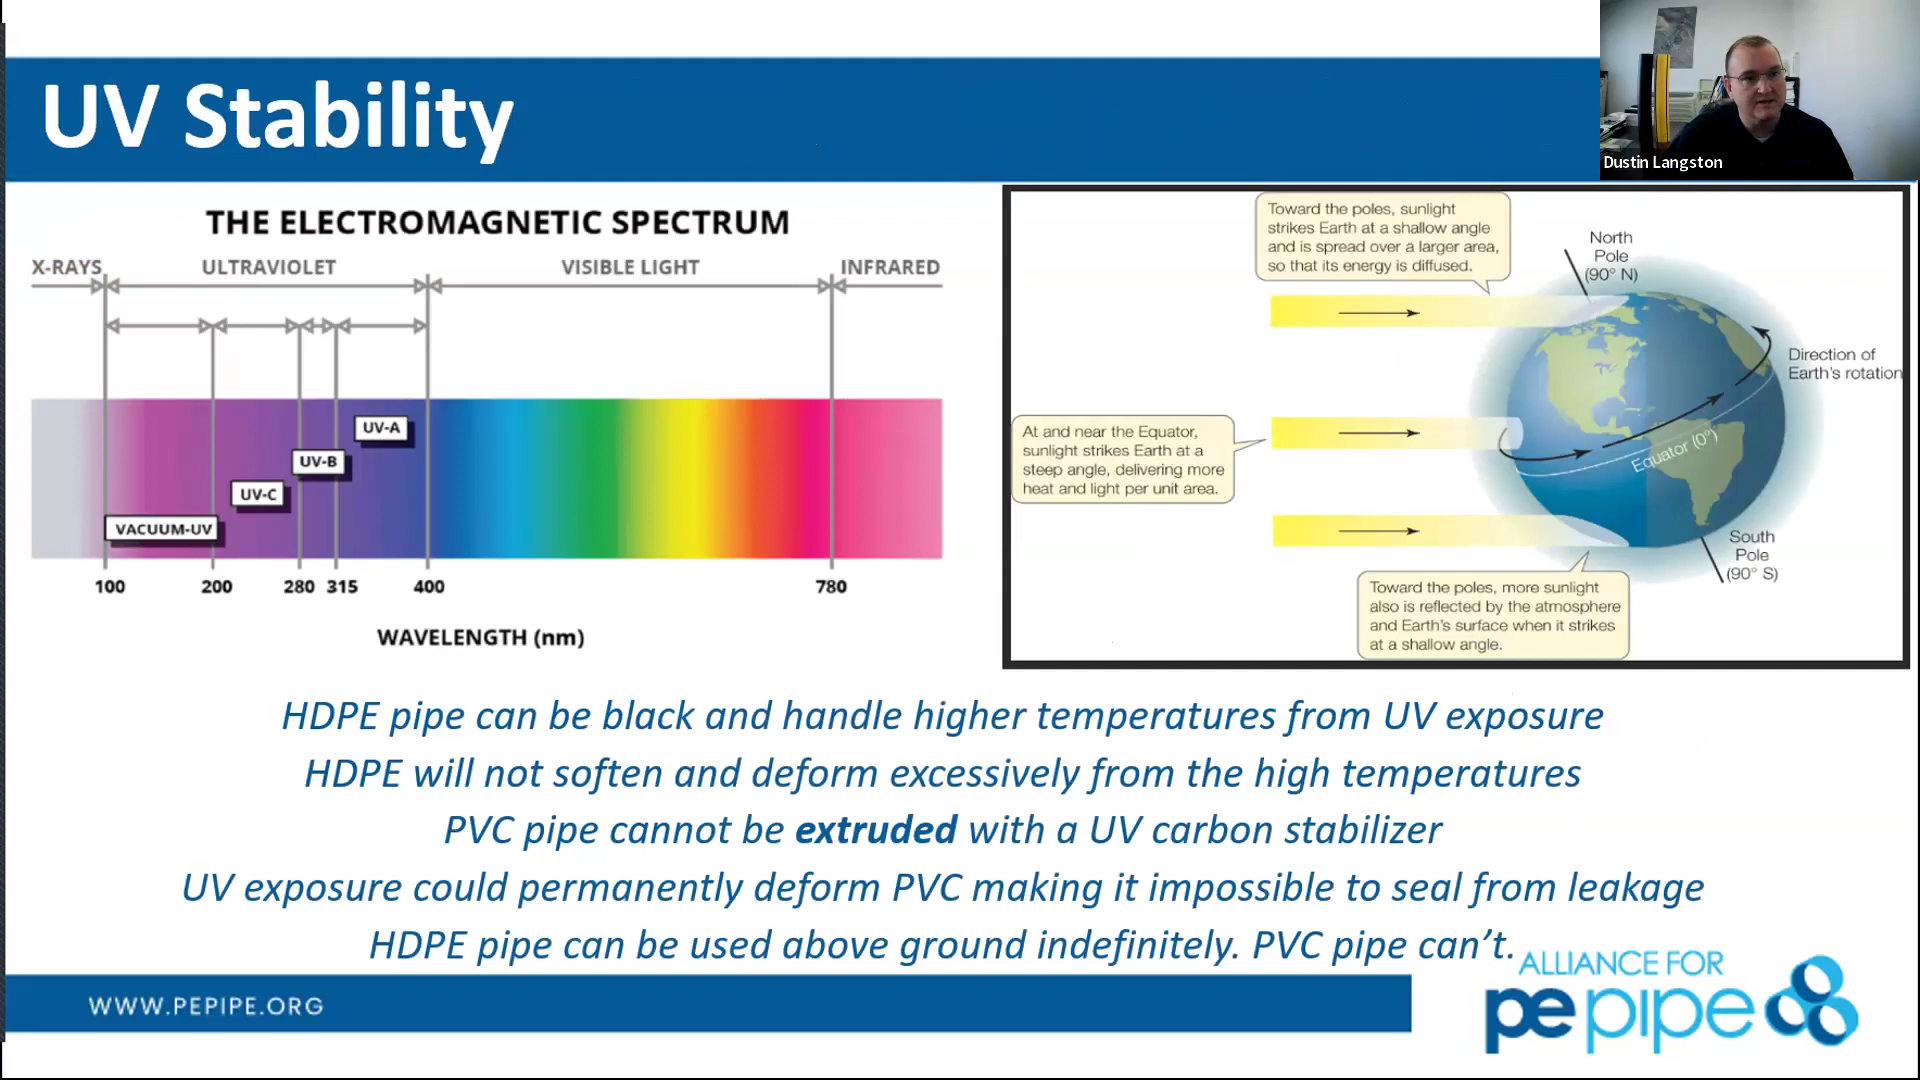 UV Stability
Dustin Langston
THE ELECTROMAGNETIC SPECTRUM
X-RAYS
ULTRAVIOLET
VISIBLE LIGHT
INFRARED
UV-A
UV-B
UV-C
VACUUM-UV
100
200
280
315
400
780
WAVELENGTH (nm)
Toward the poles, sunlight
strikes Earth at a shallow angle
and is spread over a larger area,
so that its energy is diffused.
North
Pole
(90° N)
Direction of
Earth's rotation
At and near the Equator,
sunlight strikes Earth at a
steep angle, delivering more
heat and light per unit area.
Equator (0°)
South
Pole
(90° S)
Toward the poles, more sunlight
also is reflected by the atmosphere
and Earth's surface when it strikes
at a shallow angle.
HDPE pipe can be black and handle higher temperatures from UV exposure
HDPE will not soften and deform excessively from the high temperatures
PVC pipe cannot be extruded with a UV carbon stabilizer
UV exposure could permanently deform PVC making it impossible to seal from leakage
HDPE pipe can be used above ground indefinitely. PVC pipe can't.
WWW.PEPIPE.ORG
ALLIANCE FOR
pepipe